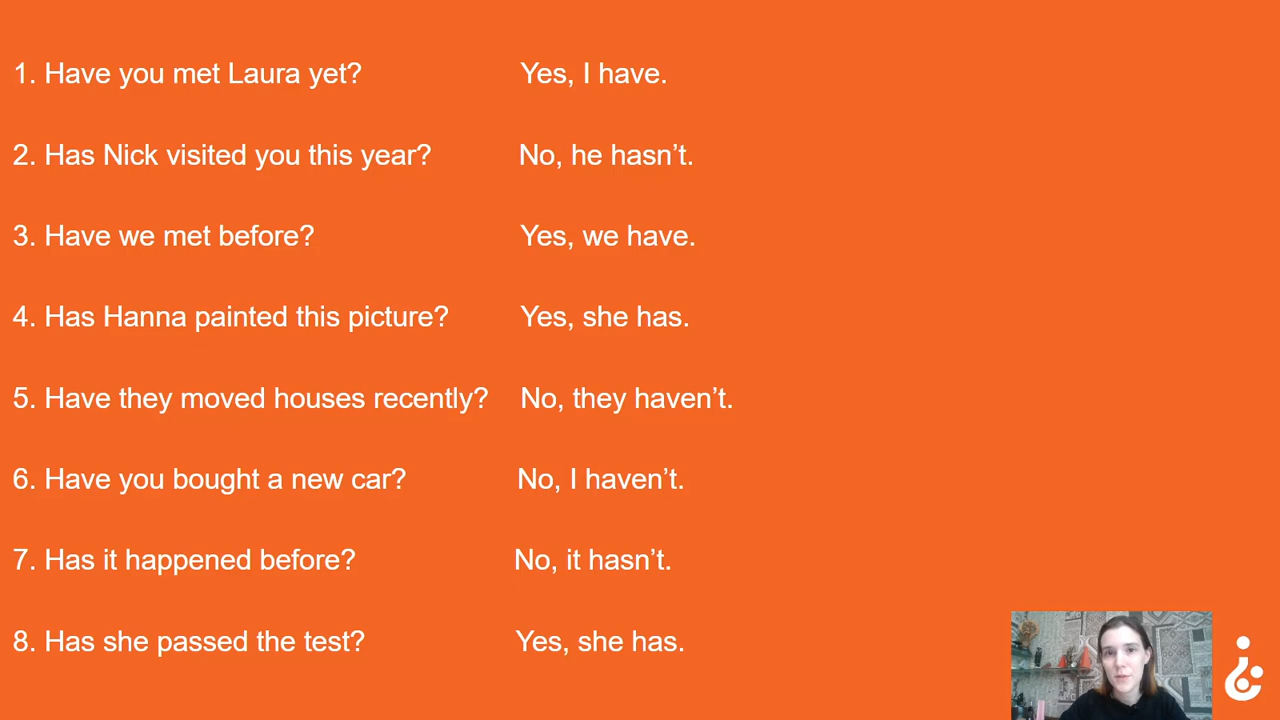 1. Have you met Laura yet? Yes, I have.
2. Has Nick visited you this year? No, he hasn’t.
3. Have we met before? Yes, we have.
4. Has Hanna painted this picture? Yes, she has.
5. Have they moved houses recently? No, they haven’t.
6. Have you bought a new car? No, I haven’t.
7. Has it happened before? No, it hasn’t.
8. Has she passed the test? Yes, she has.